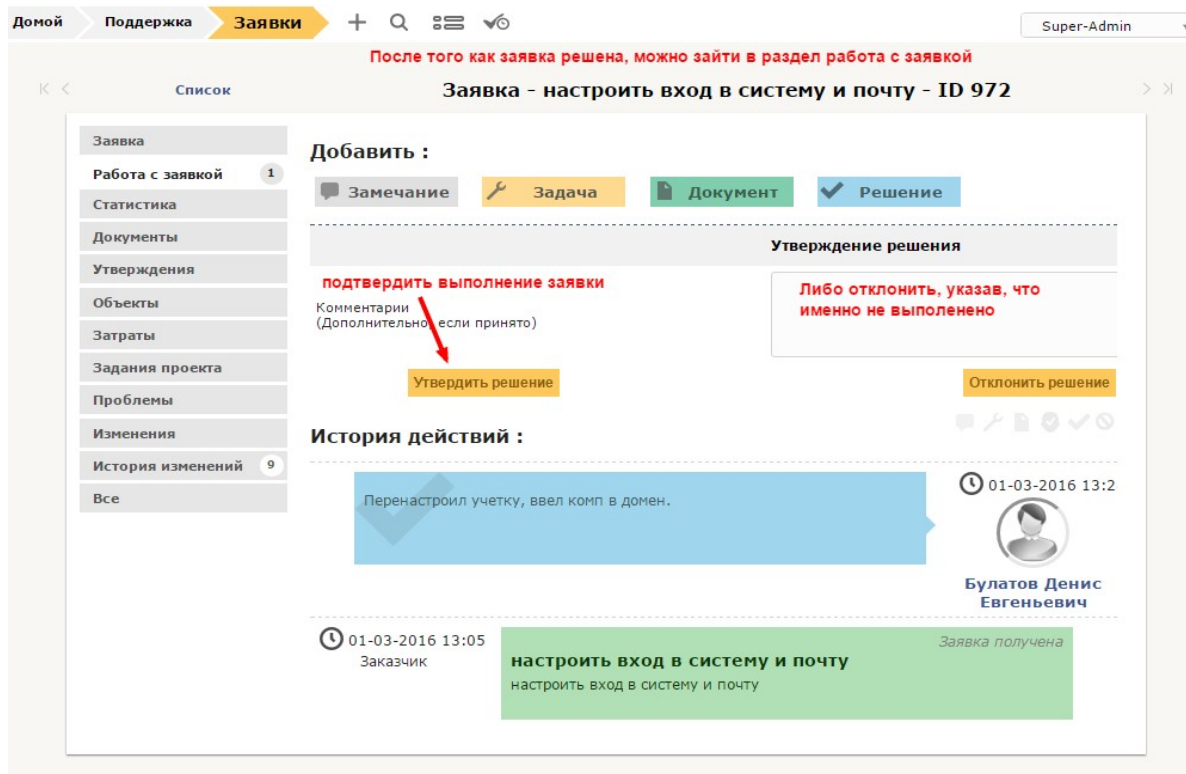 Домой Поддержка Заявки Super-Admin
После того как заявка решена, можно зайти в раздел работа с заявкой
Список
Заявка - настроить вход в систему и почту - ID 972
Заявка
Работа с заявкой 1
Статистика
Документы
Утверждения
Объекты
Затраты
Задания проекта
Проблемы
Изменения
История изменений 9
Все
Добавить :
Замечание Задача Документ Решение
Утверждение решения
подтвердить выполнение заявки
Комментарии
(Дополнительно, если принято)
Либо отклонить, указав, что
именно не выполенено
Утвердить решение Отклонить решение
История действий :
Перенастроил учетку, ввел комп в домен.
01-03-2016 13:2
Булатов Денис
Евгеньевич
01-03-2016 13:05
Заказчик
Заявка получена
настроить вход в систему и почту
настроить вход в систему и почту